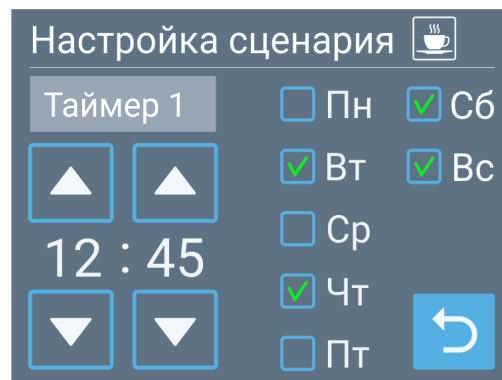 Настройка сценария
Таймер 1
12 : 45
Пн
Вт
Ср
Чт
Пт
Сб
Вс